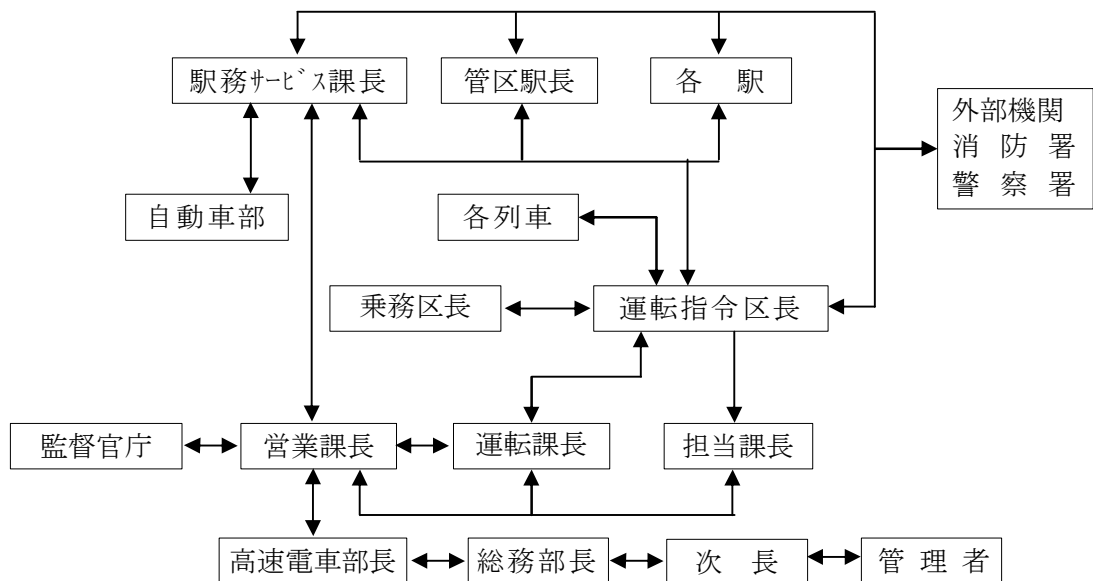 駅務サービス課長
管区駅長
各　駅
外部機関
消　防　署
警　察　署
自動車部
各列車
乗務区長
運転指令区長
監督官庁
営業課長
運転課長
担当課長
高速電車部長
総務部長
次　長
管　理　者